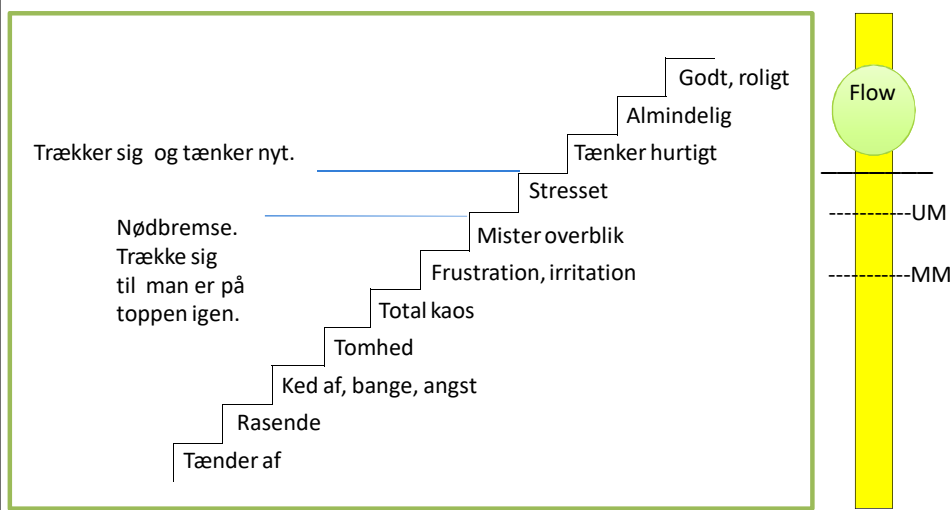 Godt, roligt
Flow
Almindelig
Trækker sig og tænker nyt.
Tænker hurtigt
Stresset
UM
Nødbremse.
Trække sig
til man er på
toppen igen.
Mister overblik
Frustration, irritation
MM
Total kaos
Tomhed
Ked af, bange, angst
Rasende
Tænder af